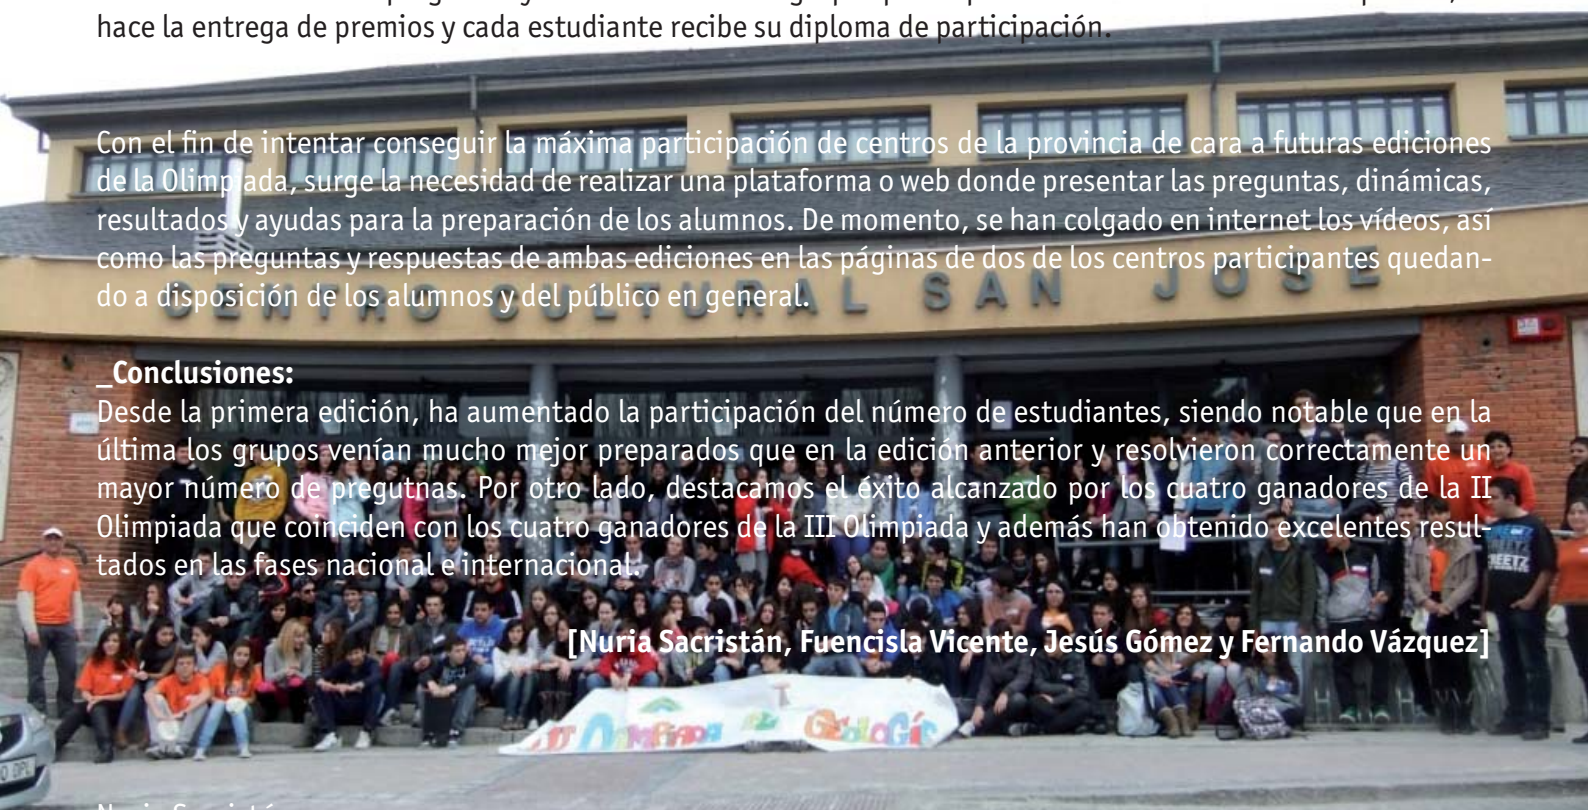 hace la entrega de premios y cada estudiante recibe su diploma de participación.
Con el fin de intentar conseguir la máxima participación de centros de la provincia de cara a futuras ediciones
de la Olimpiada, surge la necesidad de realizar una plataforma o web donde presentar las preguntas, dinámicas,
resultados y ayudas para la preparación de los alumnos. De momento, se han colgado en internet los vídeos, así
como las preguntas y respuestas de ambas ediciones en las páginas de dos de los centros participantes quedan-
do a disposición de los alumnos y del público en general.
CENTRO CULTURAL SAN JOSE
_Conclusiones:
Desde la primera edición, ha aumentado la participación del número de estudiantes, siendo notable que en la
última los grupos venían mucho mejor preparados que en la edición anterior y resolvieron correctamente un
mayor número de pregutnas. Por otro lado, destacamos el éxito alcanzado por los cuatro ganadores de la II
Olimpiada que coinciden con los cuatro ganadores de la III Olimpiada y además han obtenido excelentes resul-
tados en las fases nacional e internacional.
[Nuria Sacristán, Fuencisla Vicente, Jesús Gómez y Fernando Vázquez]
OLIMPIADA DE GEOLOGÍA